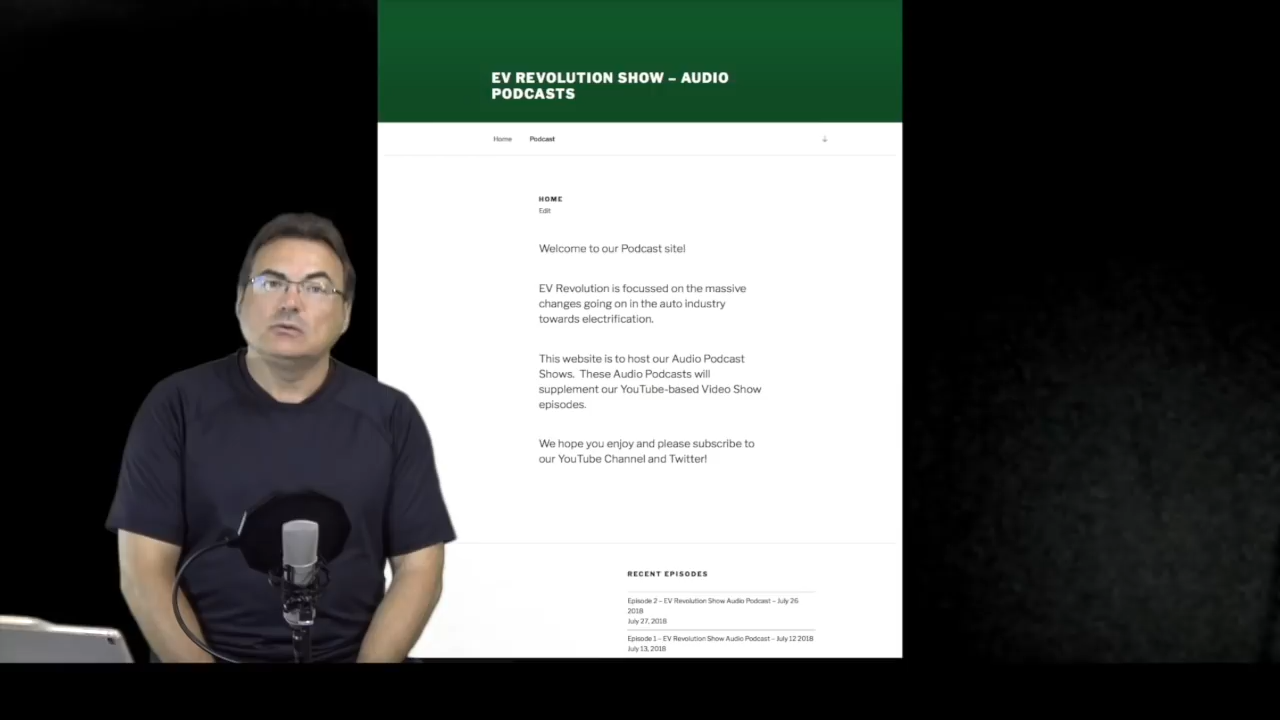 EV REVOLUTION SHOW – AUDIO
PODCASTS
Home
Podcast
HOME
Edit
Welcome to our Podcast site!
EV Revolution is focussed on the massive
changes going on in the auto industry
towards electrification.
This website is to host our Audio Podcast
Shows. These Audio Podcasts will
supplement our YouTube-based Video Show
episodes.
We hope you enjoy and please subscribe to
our YouTube Channel and Twitter!
RECENT EPISODES
Episode 2 – EV Revolution Show Audio Podcast – July 26
2018
July 27, 2018
Episode 1 – EV Revolution Show Audio Podcast – July 12 2018
July 13, 2018